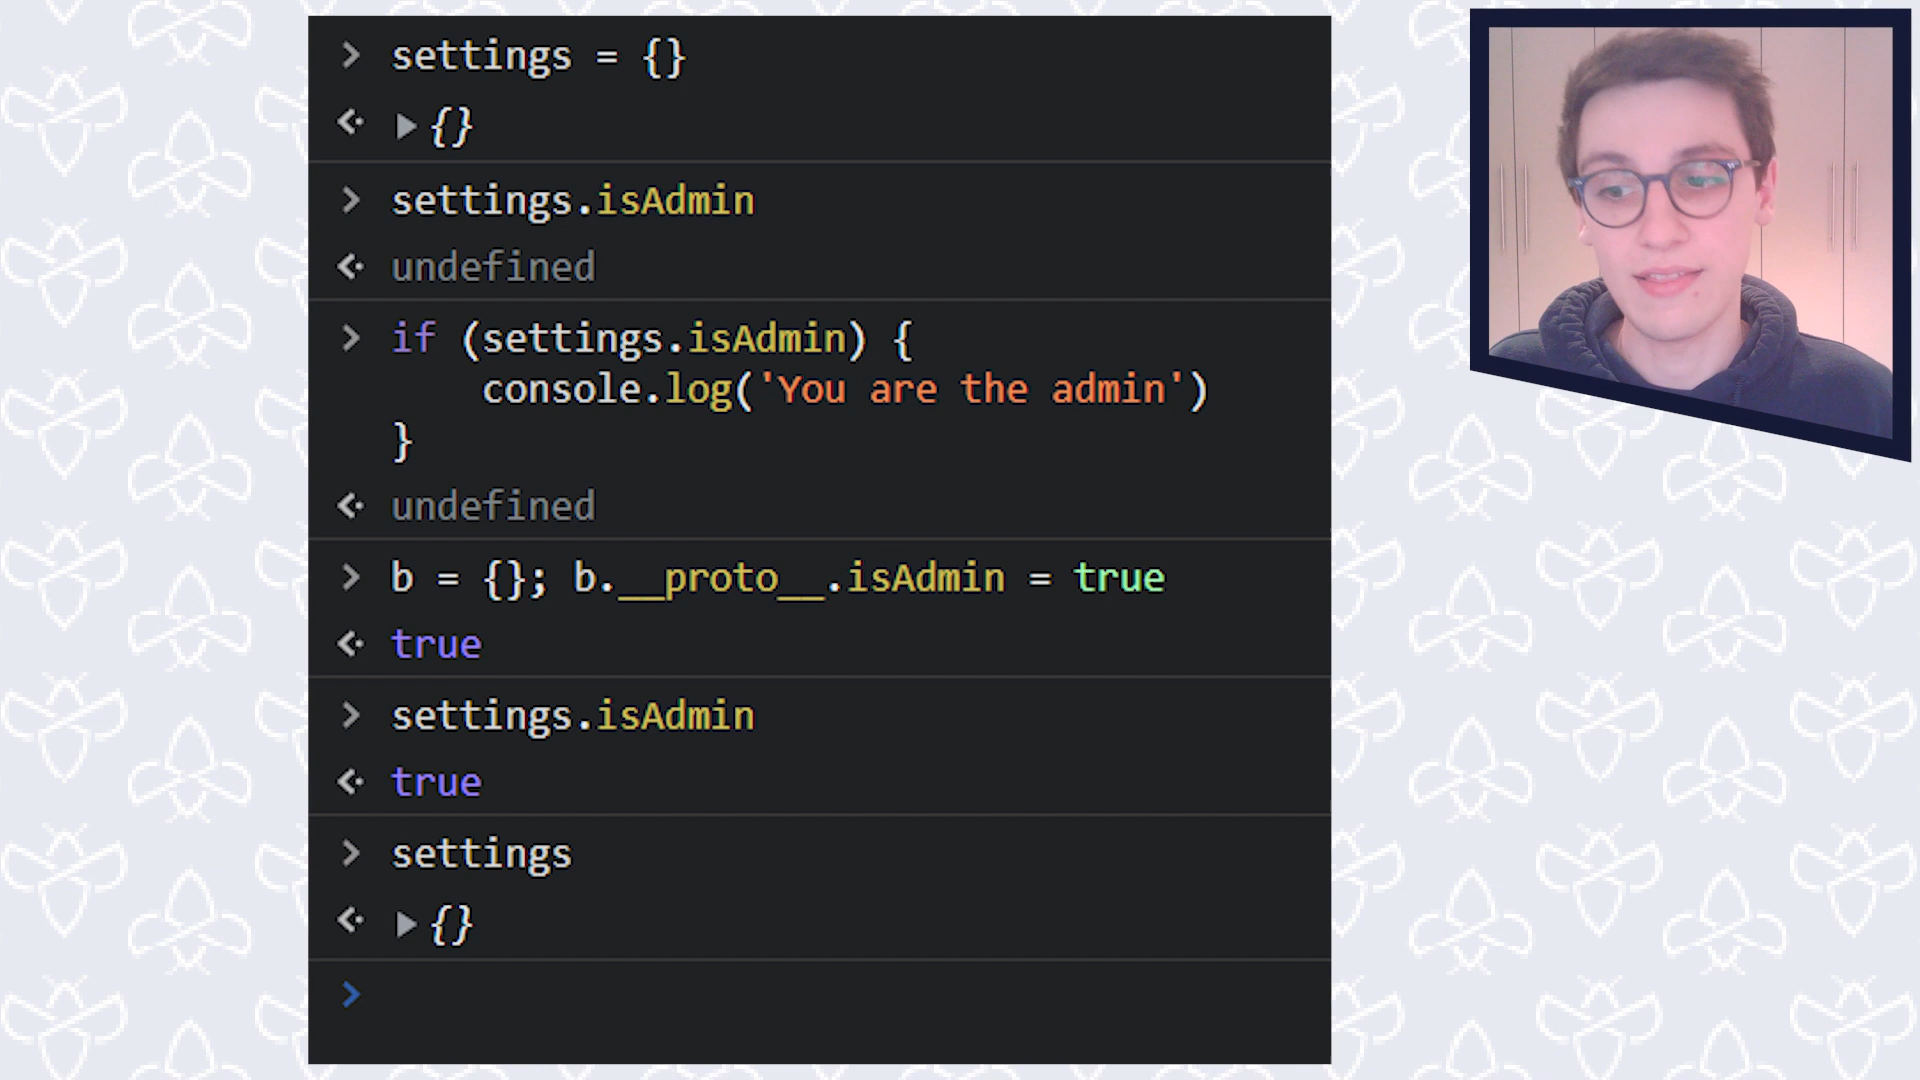 > settings = {}
<· ▶ {}
> settings.isAdmin
<· undefined
> if (settings.isAdmin) {
console.log('You are the admin')
}
<· undefined
> b = {}; b.__proto__.isAdmin = true
<· true
> settings.isAdmin
<· true
> settings
<· ▶ {}
>